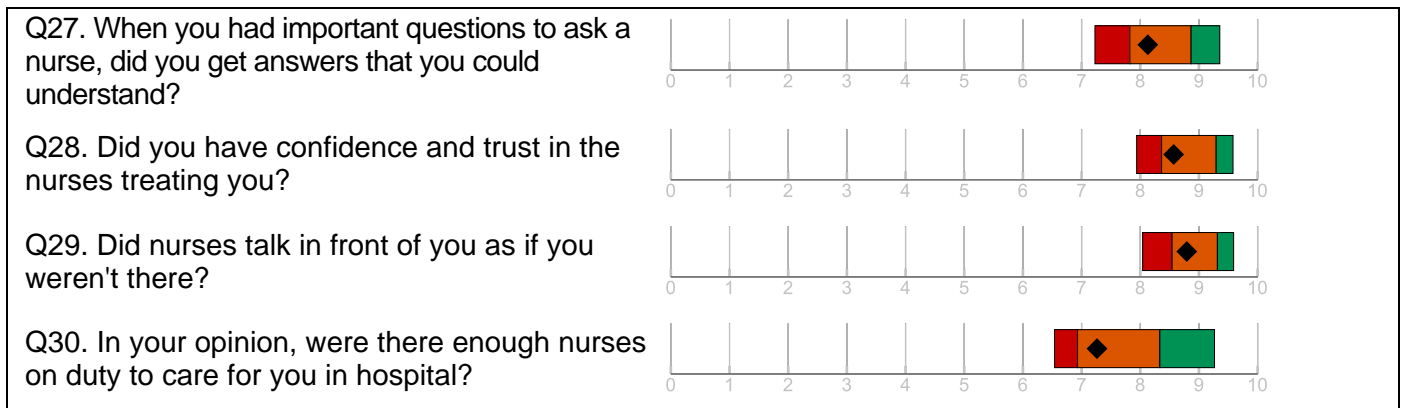 Q27. When you had important questions to ask a
nurse, did you get answers that you could
understand?
0 1 2 3 4 5 6 7 8 9 10
Q28. Did you have confidence and trust in the
nurses treating you?
0 1 2 3 4 5 6 7 8 9 10
Q29. Did nurses talk in front of you as if you
weren't there?
0 1 2 3 4 5 6 7 8 9 10
Q30. In your opinion, were there enough nurses
on duty to care for you in hospital?
0 1 2 3 4 5 6 7 8 9 10